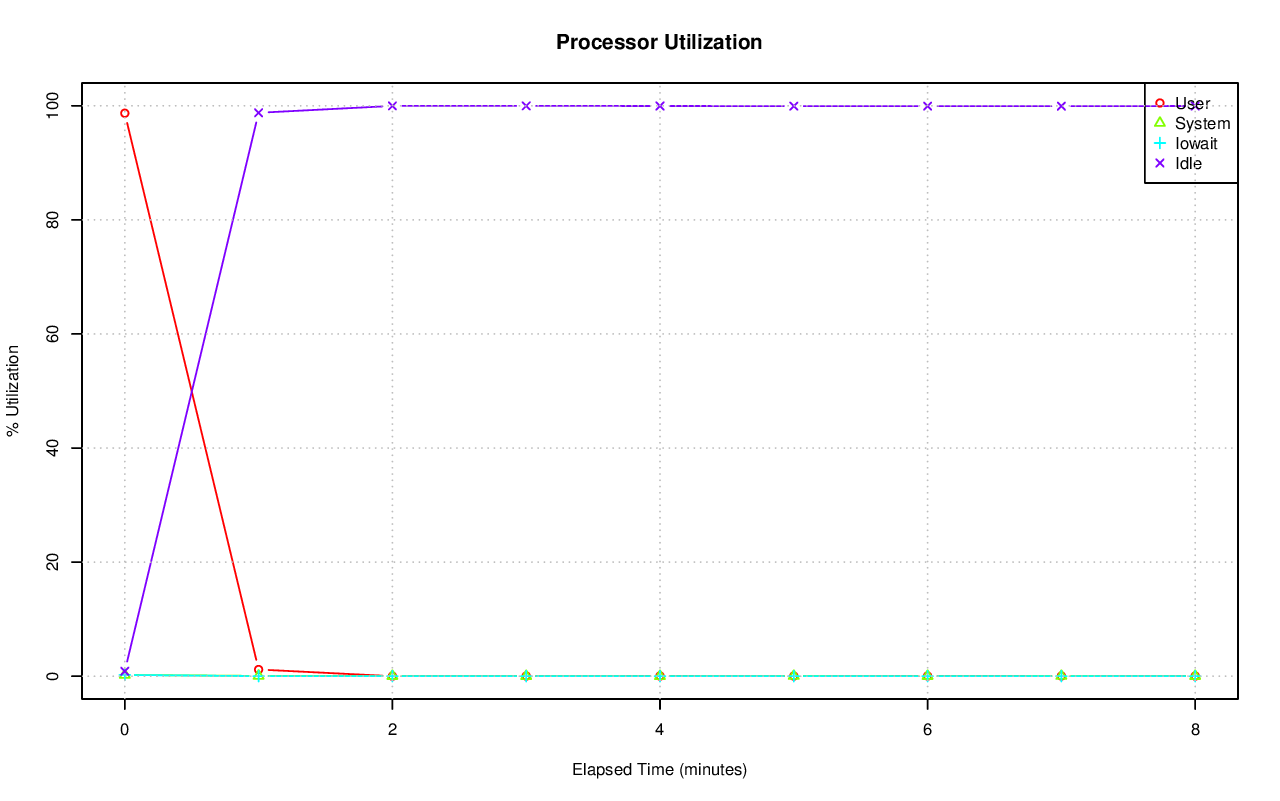 Processor Utilization
100
80
60
40
20
0
% Utilization
User
System
Iowait
Idle
0 2 4 6 8
Elapsed Time (minutes)